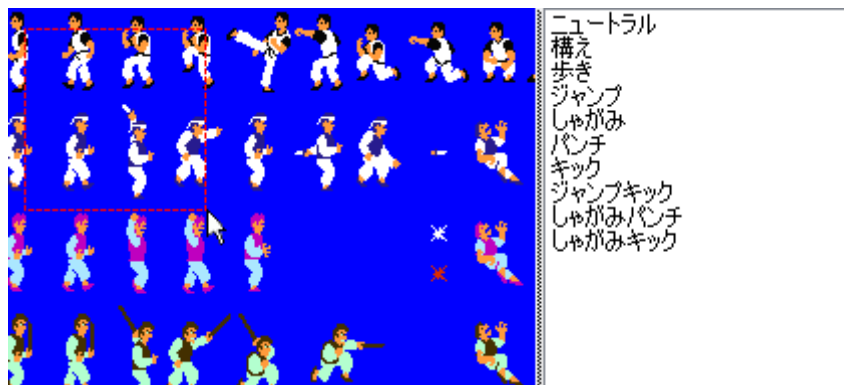 ニュートラル
構え
歩き
ジャンプ
しゃがみ
パンチ
キック
ジャンプキック
しゃがみパンチ
しゃがみキック